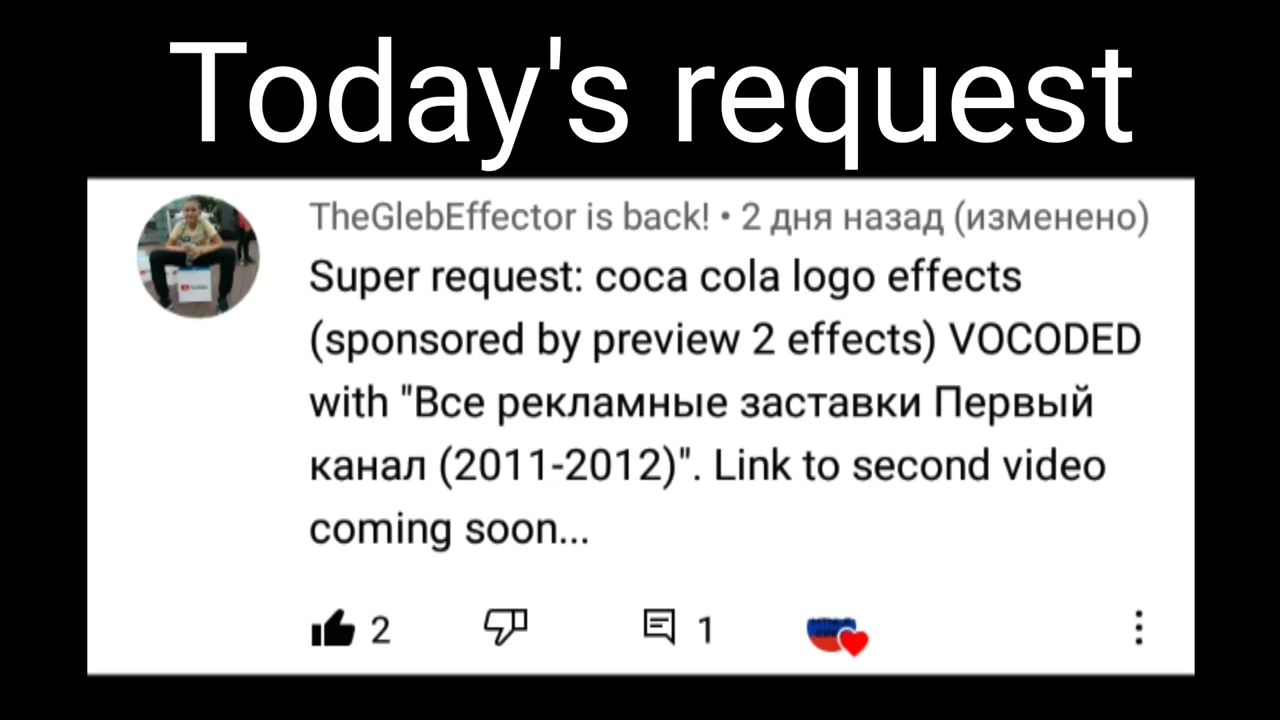 Today's request
TheGlebEffector is back! • 2 дня назад (изменено)
Super request: coca cola logo effects
(sponsored by preview 2 effects) VOCODED
with "Все рекламные заставки Первый
канал (2011-2012)". Link to second video
coming soon...
2 1